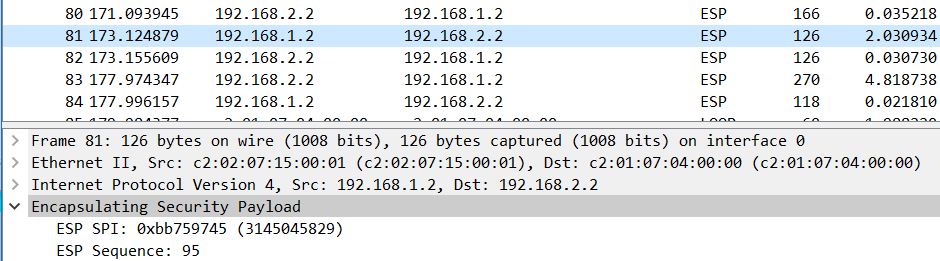 80 171.093945 192.168.2.2 192.168.1.2 ESP 166 0.035218
81 173.124879 192.168.1.2 192.168.2.2 ESP 126 2.030934
82 173.155609 192.168.2.2 192.168.1.2 ESP 126 0.030730
83 177.974347 192.168.1.2 192.168.2.2 ESP 270 4.818738
84 177.996157 192.168.2.2 192.168.1.2 ESP 118 0.021810
Frame 81: 126 bytes on wire (1008 bits), 126 bytes captured (1008 bits) on interface 0
Ethernet II, Src: c2:02:07:15:00:01 (c2:02:07:15:00:01), Dst: c2:01:07:04:00:00 (c2:01:07:04:00:00)
Internet Protocol Version 4, Src: 192.168.1.2, Dst: 192.168.2.2
Encapsulating Security Payload
ESP SPI: 0xbb759745 (3145045829)
ESP Sequence: 95